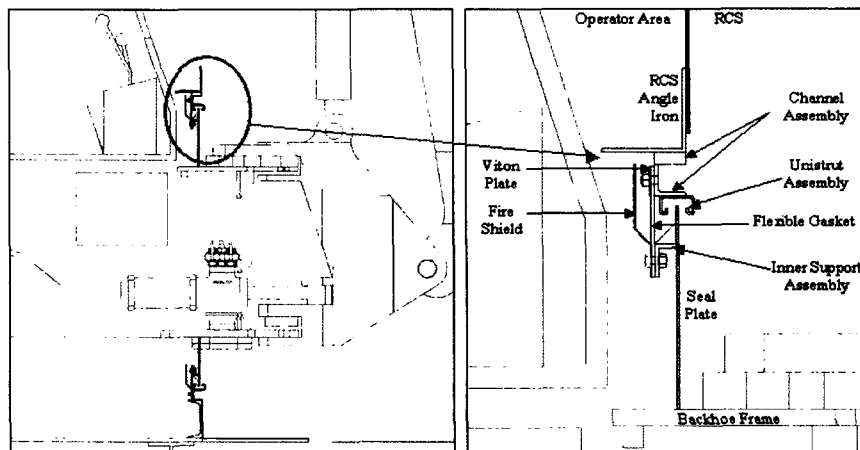 Operator Area
RCS
RCS
Angle
Iron
Channel
Assembly
Viton
Plate
Unistrut
Assembly
Fire
Shield
Flexible Gasket
Inner Support
Assembly
Seal
Plate
Backhoe Frame